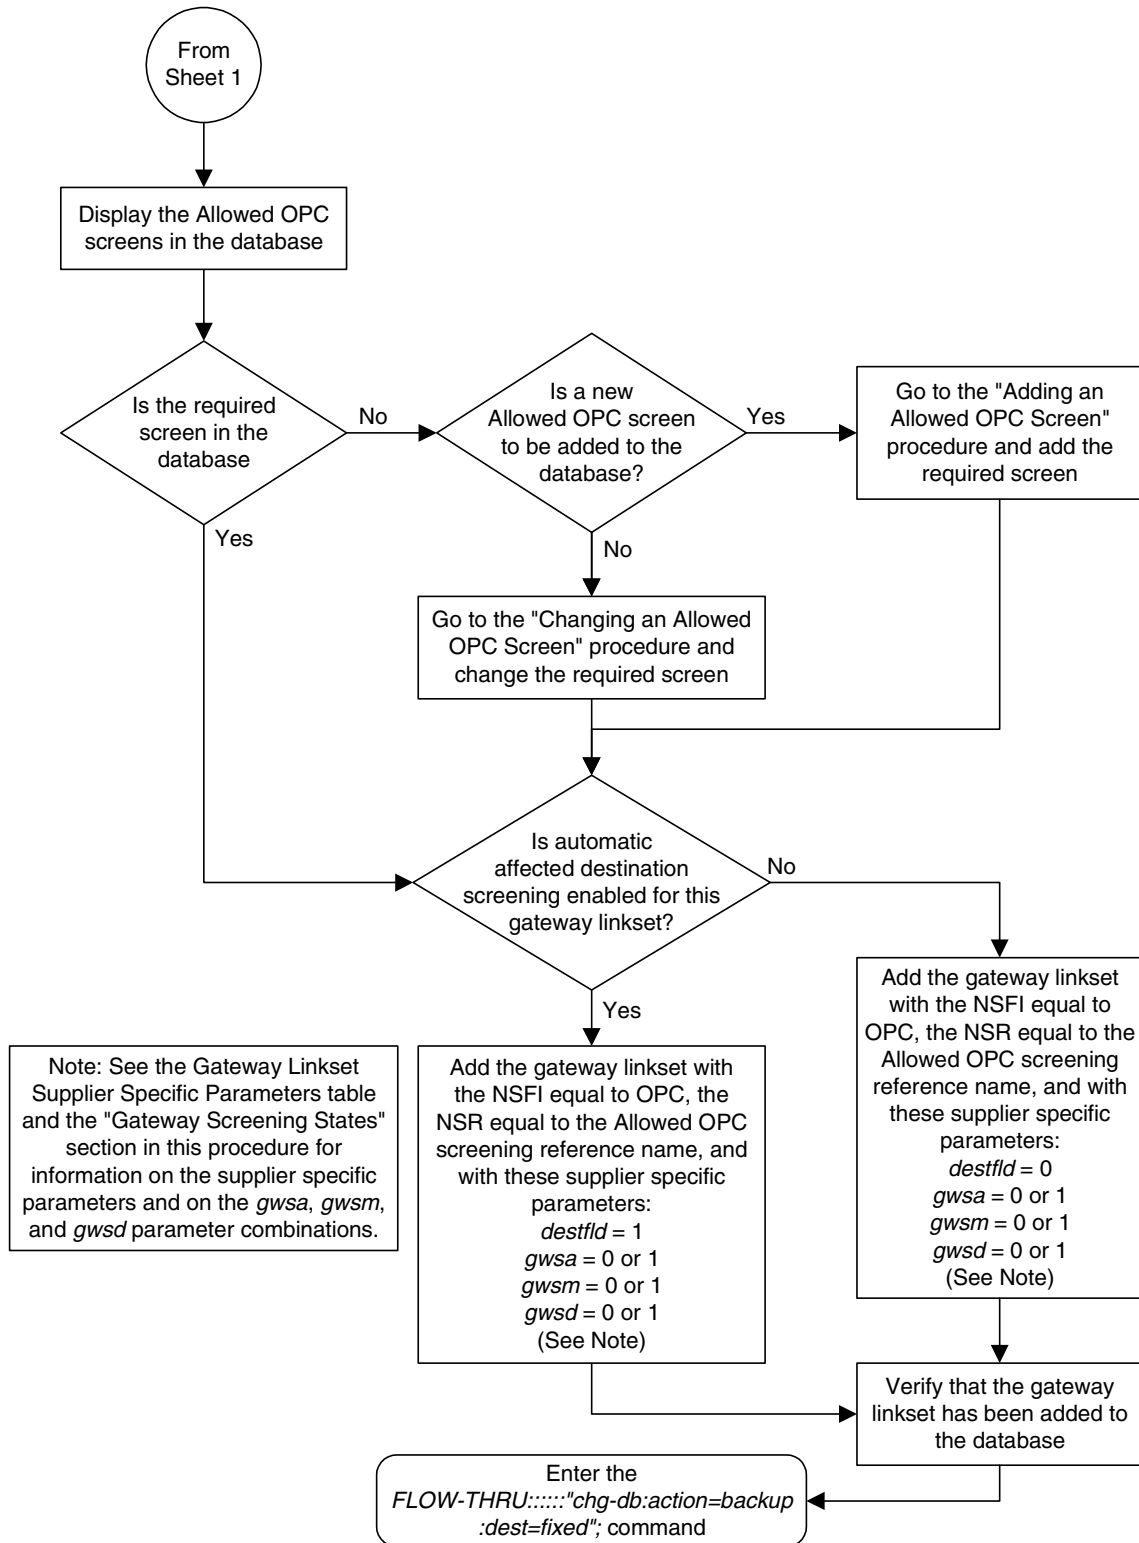 From
Sheet 1
Display the Allowed OPC
screens in the database
Is the required
screen in the
database
No
Is a new
Allowed OPC screen
to be added to the
database?
Yes
Go to the "Adding an
Allowed OPC Screen"
procedure and add the
required screen
Yes
No
Go to the "Changing an Allowed
OPC Screen" procedure and
change the required screen
Is automatic
affected destination
screening enabled for this
gateway linkset?
No
Yes
Add the gateway linkset
with the NSFI equal to
OPC, the NSR equal to the
Allowed OPC screening
reference name, and with
these supplier specific
parameters:
destfld = 0
gwsa = 0 or 1
gwsm = 0 or 1
gwsd = 0 or 1
(See Note)
Note: See the Gateway Linkset
Supplier Specific Parameters table
and the "Gateway Screening States"
section in this procedure for
information on the supplier specific
parameters and on the gwsa, gwsm,
and gwsd parameter combinations.
Add the gateway linkset with
the NSFI equal to OPC, the
NSR equal to the Allowed OPC
screening reference name, and
with these supplier specific
parameters:
destfld = 1
gwsa = 0 or 1
gwsm = 0 or 1
gwsd = 0 or 1
(See Note)
Verify that the gateway
linkset has been added to
the database
Enter the
FLOW-THRU::::::"chg-db:action=backup
:dest=fixed"; command